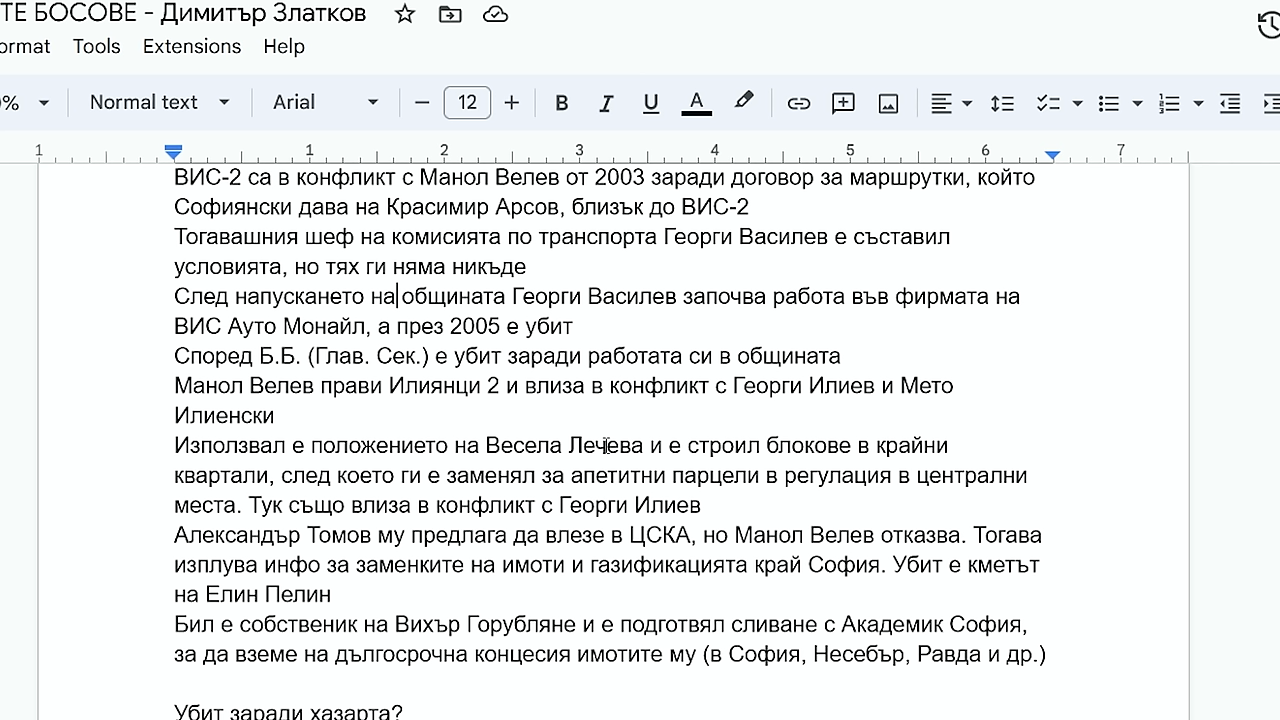 ТЕ БОСОВЕ - Димитър Златков
ormat Tools Extensions Help
% Normal text Arial 12 B I U A
1 1 2 3 4 5 6 7
ВИС-2 са в конфликт с Манол Велев от 2003 заради договор за маршрутки, който
Софиянски дава на Красимир Арсов, близък до ВИС-2
Тогавашния шеф на комисията по транспорта Георги Василев е съставил
условията, но тях ги няма никъде
След напускането на общината Георги Василев започва работа във фирмата на
ВИС Ауто Монайл, а през 2005 е убит
Според Б.Б. (Глав. Сек.) е убит заради работата си в общината
Манол Велев прави Илиянци 2 и влиза в конфликт с Георги Илиев и Мето
Илиенски
Използвал е положението на Весела Лечева и е строил блокове в крайни
квартали, след което ги е заменял за апетитни парцели в регулация в централни
места. Тук също влиза в конфликт с Георги Илиев
Александър Томов му предлага да влезе в ЦСКА, но Манол Велев отказва. Тогава
изплува инфо за заменките на имоти и газификацията край София. Убит е кметът
на Елин Пелин
Бил е собственик на Вихър Горубляне и е подготвял сливане с Академик София,
за да вземе на дългосрочна концесия имотите му (в София, Несебър, Равда и др.)
Убит заради хазарта?